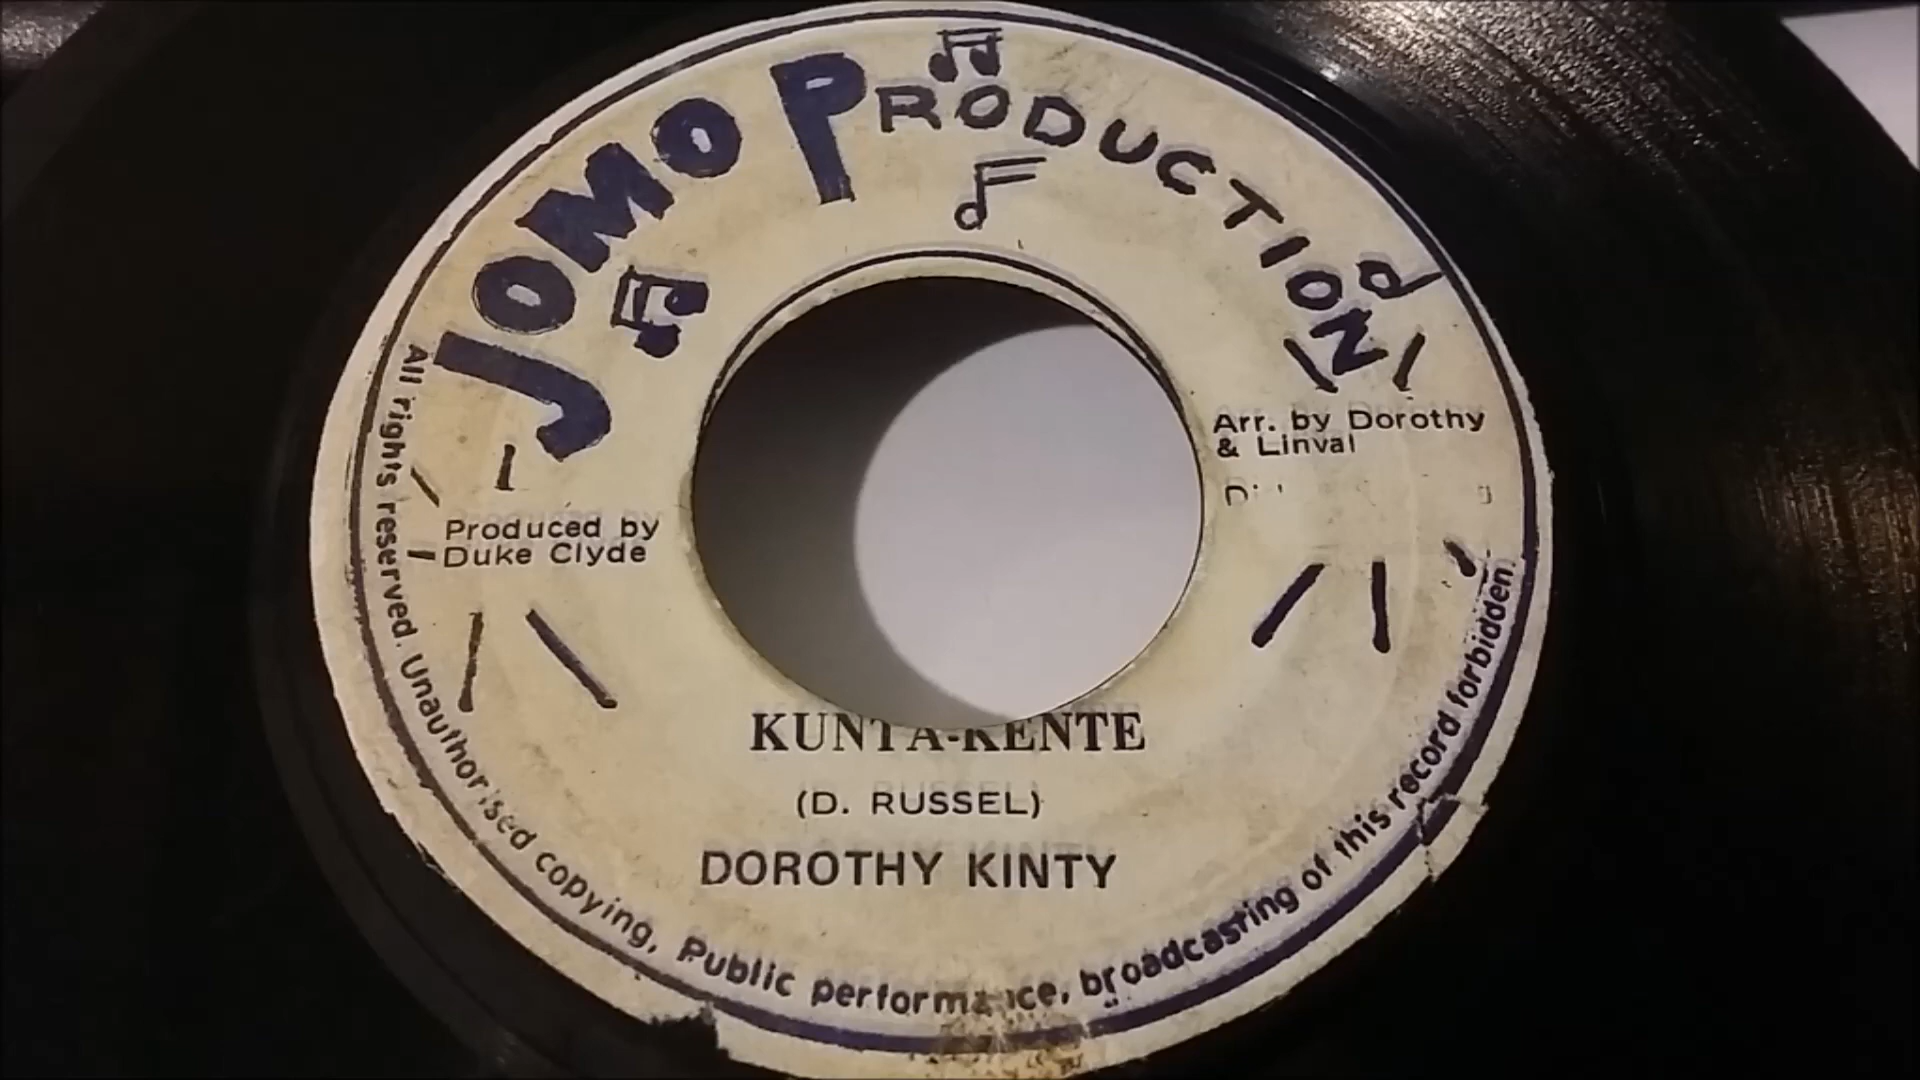 JOMO PRODUCTION
Arr. by Dorothy
& Linval
Produced by
Duke Clyde
KUNTA-KENTE
(D. RUSSEL)
DOROTHY KINTY
All rights reserved. Unauthorised copying, Public performance, broadcasting of this record forbidden.